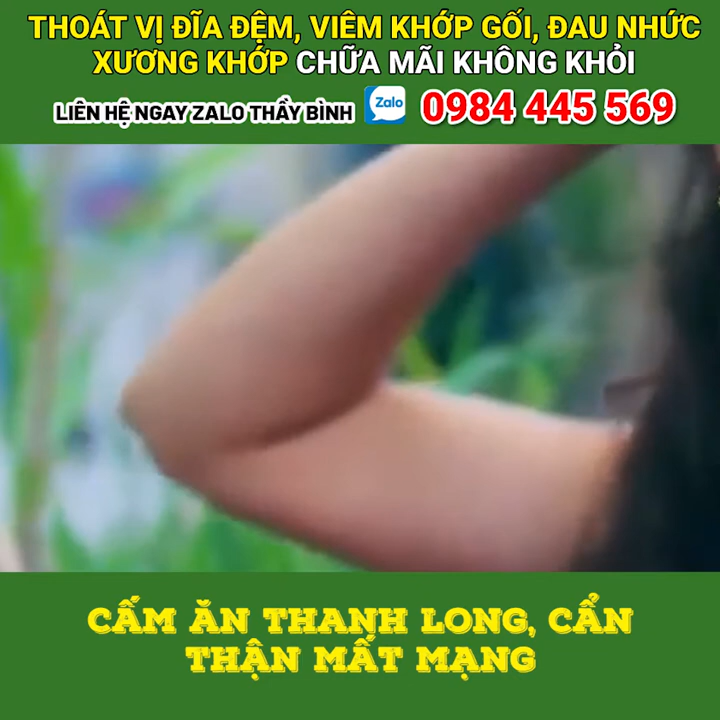 THOÁT VỊ ĐĨA ĐỆM, VIÊM KHỚP GỐI, ĐAU NHỨC
XƯƠNG KHỚP CHỮA MÃI KHÔNG KHỎI
LIÊN HỆ NGAY ZALO THẦY BÌNH Zalo 0984 445 569
CẤM ĂN THANH LONG, CẨN
THẬN MẤT MẠNG